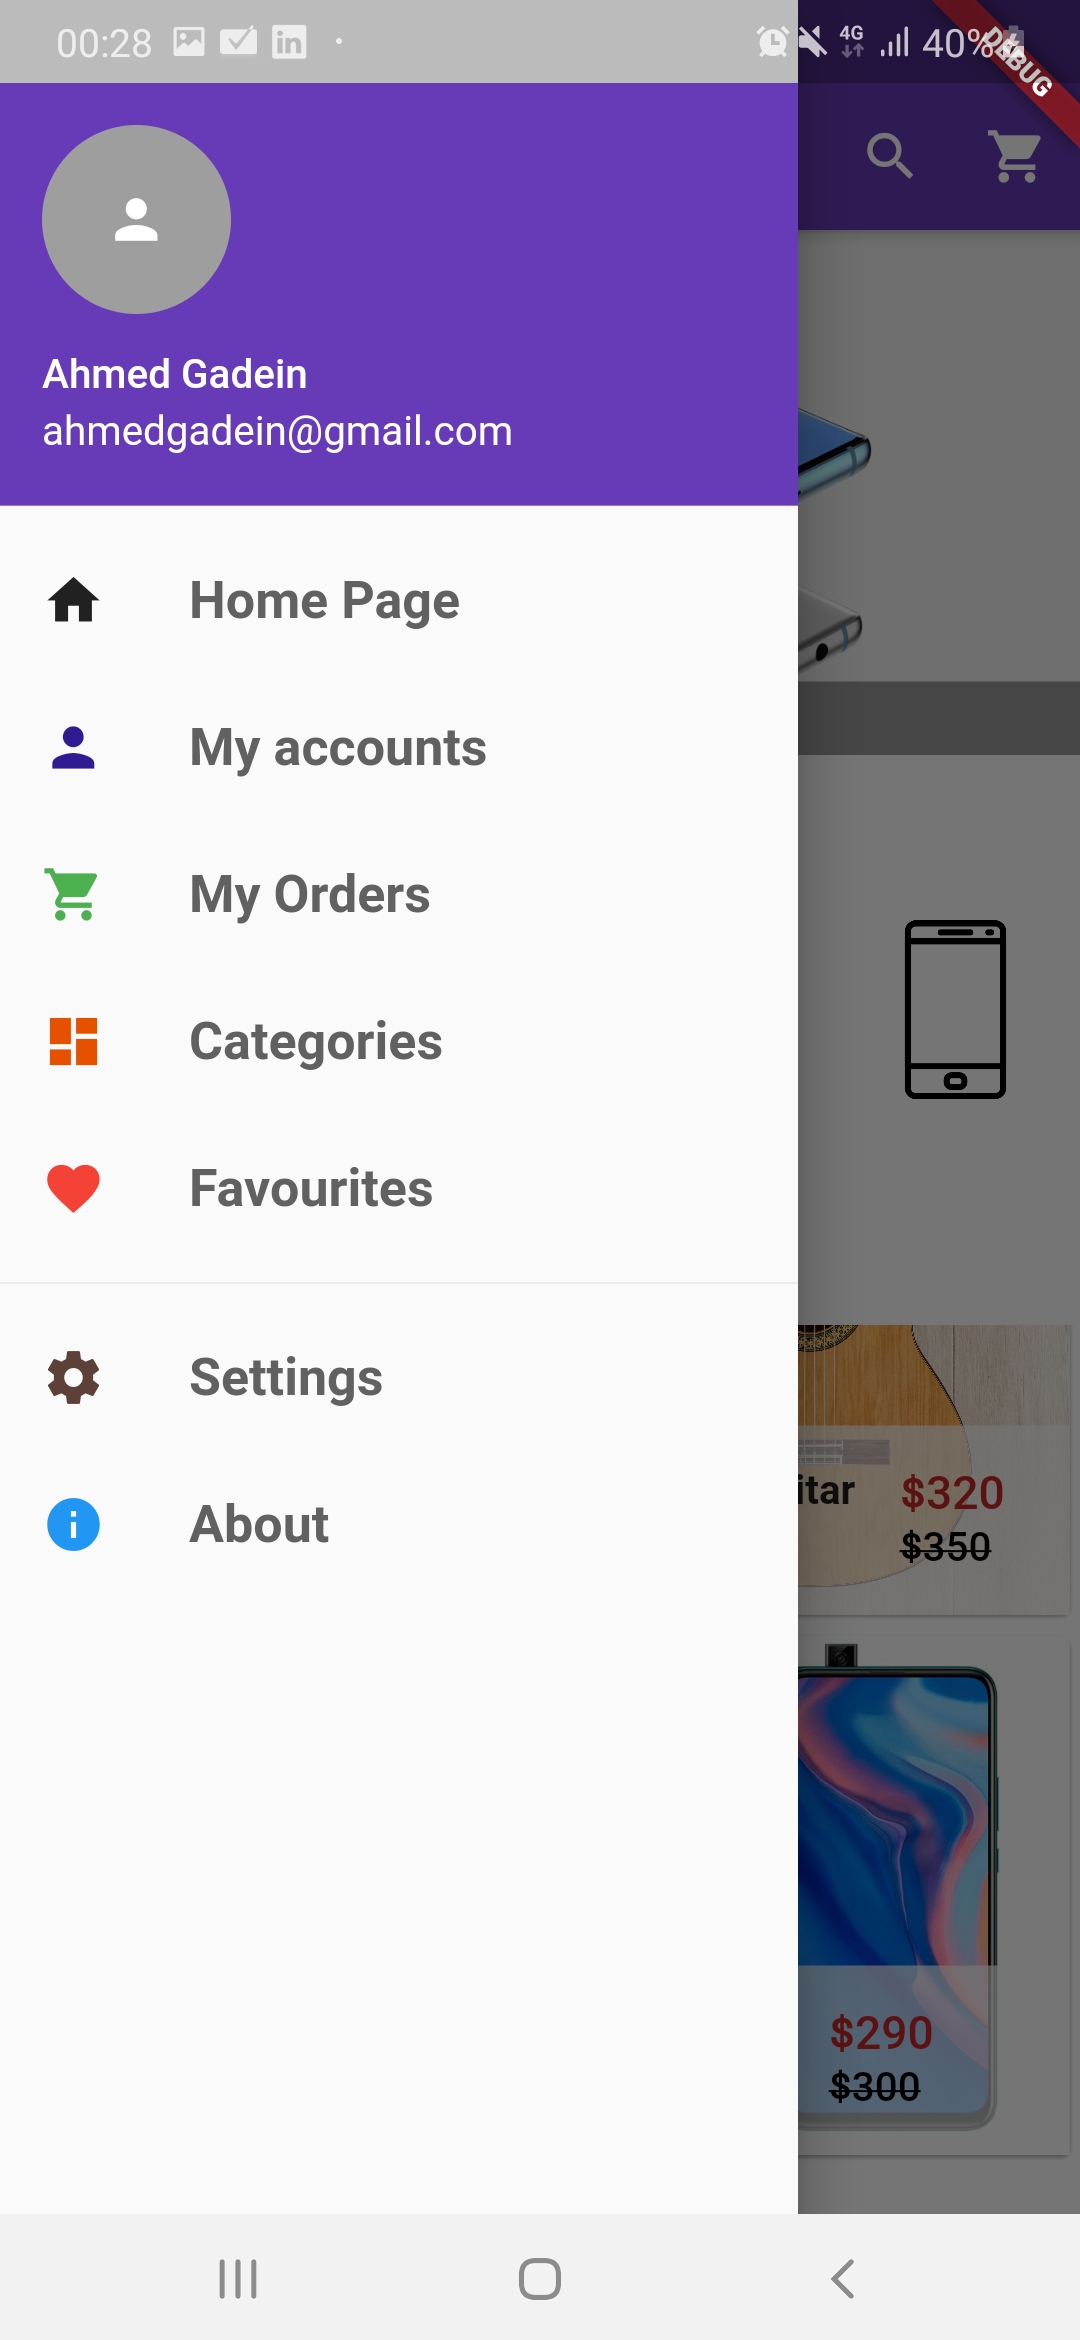 00:28
4G
40%
DEBUG
Ahmed Gadein
ahmedgadein@gmail.com
Home Page
My accounts
My Orders
Categories
Favourites
Settings
About
itar
$320
$350
$290
$300